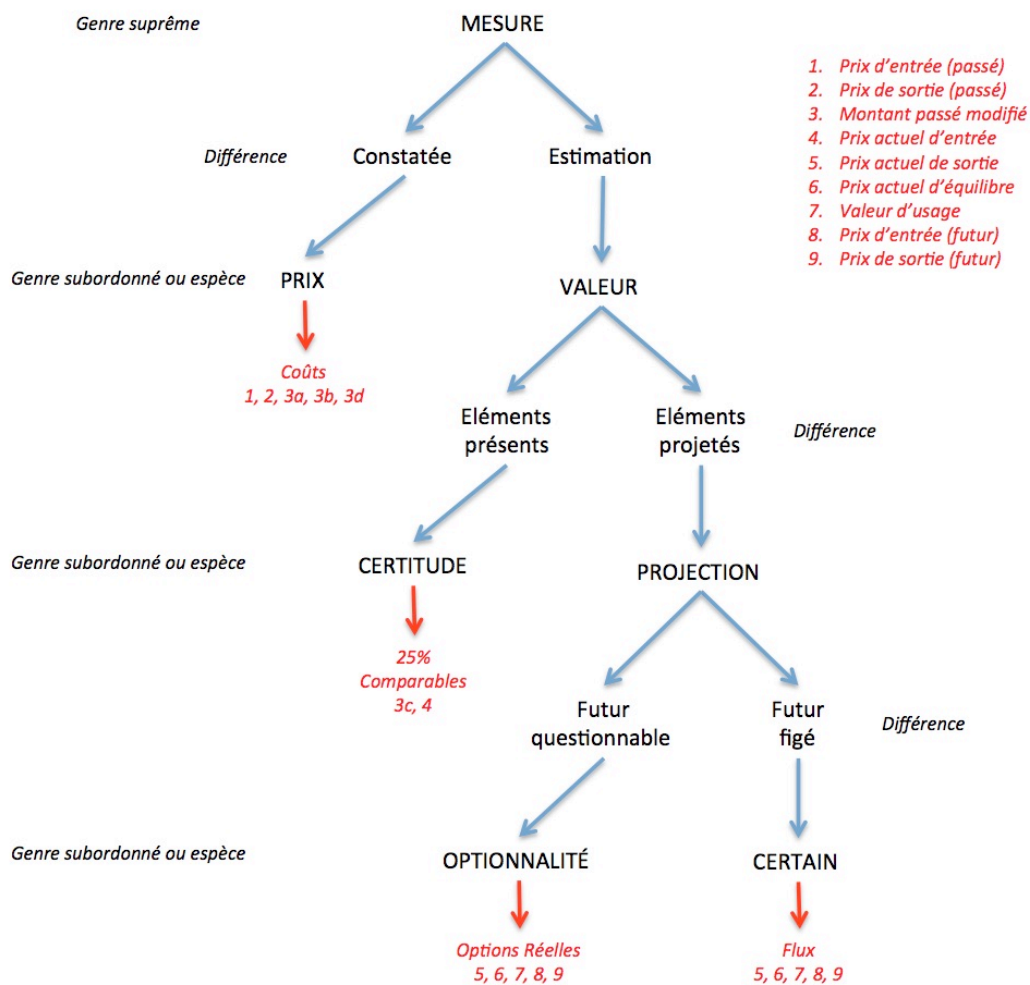 Genre suprême
MESURE
1. Prix d’entrée (passé)
2. Prix de sortie (passé)
3. Montant passé modifié
4. Prix actuel d’entrée
5. Prix actuel de sortie
6. Prix actuel d’équilibre
7. Valeur d’usage
8. Prix d’entrée (futur)
9. Prix de sortie (futur)
Différence
Constatée
Estimation
Genre subordonné ou espèce
PRIX
VALEUR
Coûts
1, 2, 3a, 3b, 3d
Eléments
présents
Eléments
projetés
Différence
Genre subordonné ou espèce
CERTITUDE
PROJECTION
25%
Comparables
3c, 4
Futur
questionnable
Futur
figé
Différence
Genre subordonné ou espèce
OPTIONNALITÉ
CERTAIN
Options Réelles
5, 6, 7, 8, 9
Flux
5, 6, 7, 8, 9